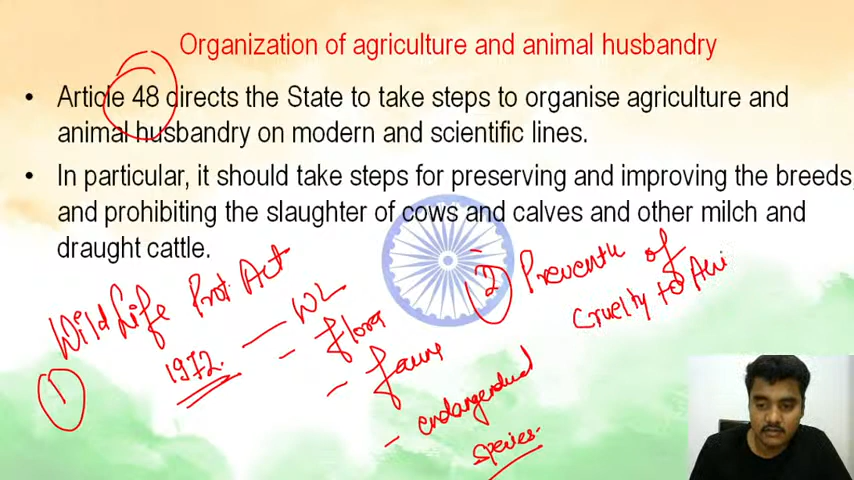 Organization of agriculture and animal husbandry
• Article 48 directs the State to take steps to organise agriculture and
animal husbandry on modern and scientific lines.
• In particular, it should take steps for preserving and improving the breeds,
and prohibiting the slaughter of cows and calves and other milch and
draught cattle.
WildLife Prot. Act
1972. — WL
- flora
- faune
- endangered
species.
①
② Preventn of
Cruelty to Ani